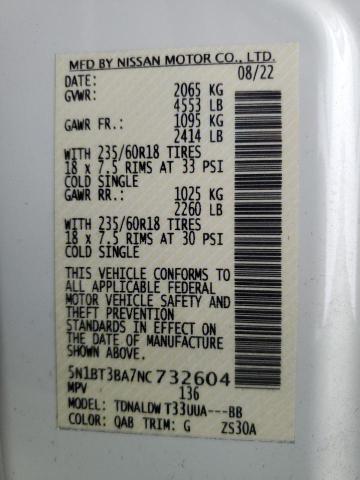 MFD BY NISSAN MOTOR CO., LTD.
DATE: 08/22
GVWR: 2065 KG
4553 LB
GAWR FR.: 1095 KG
2414 LB
WITH 235/60R18 TIRES
18 x 7.5 RIMS AT 33 PSI
COLD SINGLE
GAWR RR.: 1025 KG
2260 LB
WITH 235/60R18 TIRES
18 x 7.5 RIMS AT 30 PSI
COLD SINGLE
THIS VEHICLE CONFORMS TO
ALL APPLICABLE FEDERAL
MOTOR VEHICLE SAFETY AND
THEFT PREVENTION
STANDARDS IN EFFECT ON
THE DATE OF MANUFACTURE
SHOWN ABOVE.
5N1BT3BA7NC732604
MPV 136
MODEL: TDNALDW T33UUA---BB
COLOR: QAB TRIM: G ZS30A